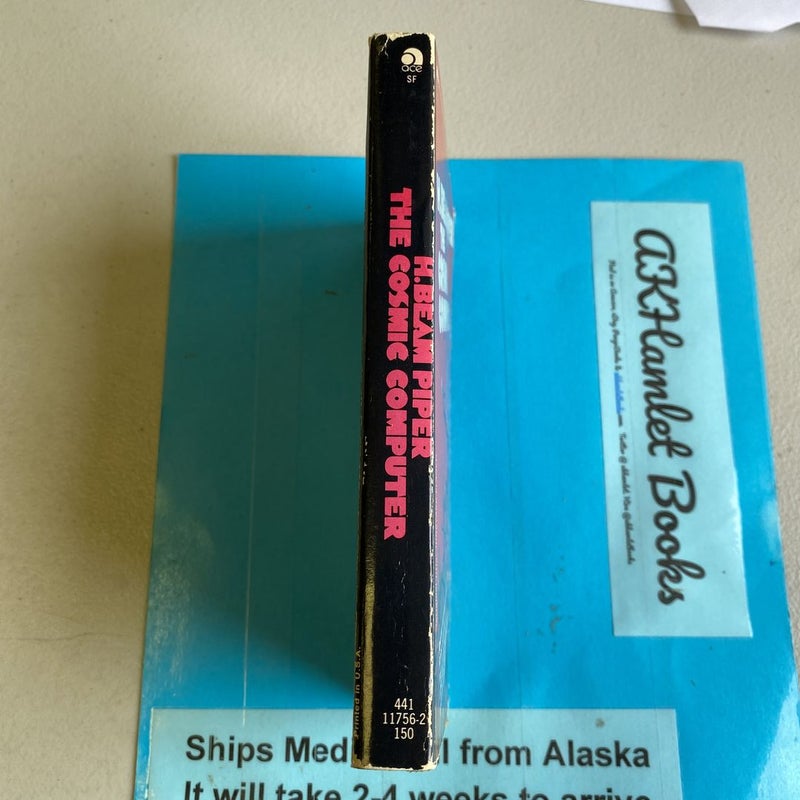 ace
SF
H. BEAM PIPER
THE COSMIC COMPUTER
441
11756-2
150
Printed in U.S.A.
AKHamlet Books
Ships Med l from Alaska
It will take 2-4 weeks to arrive